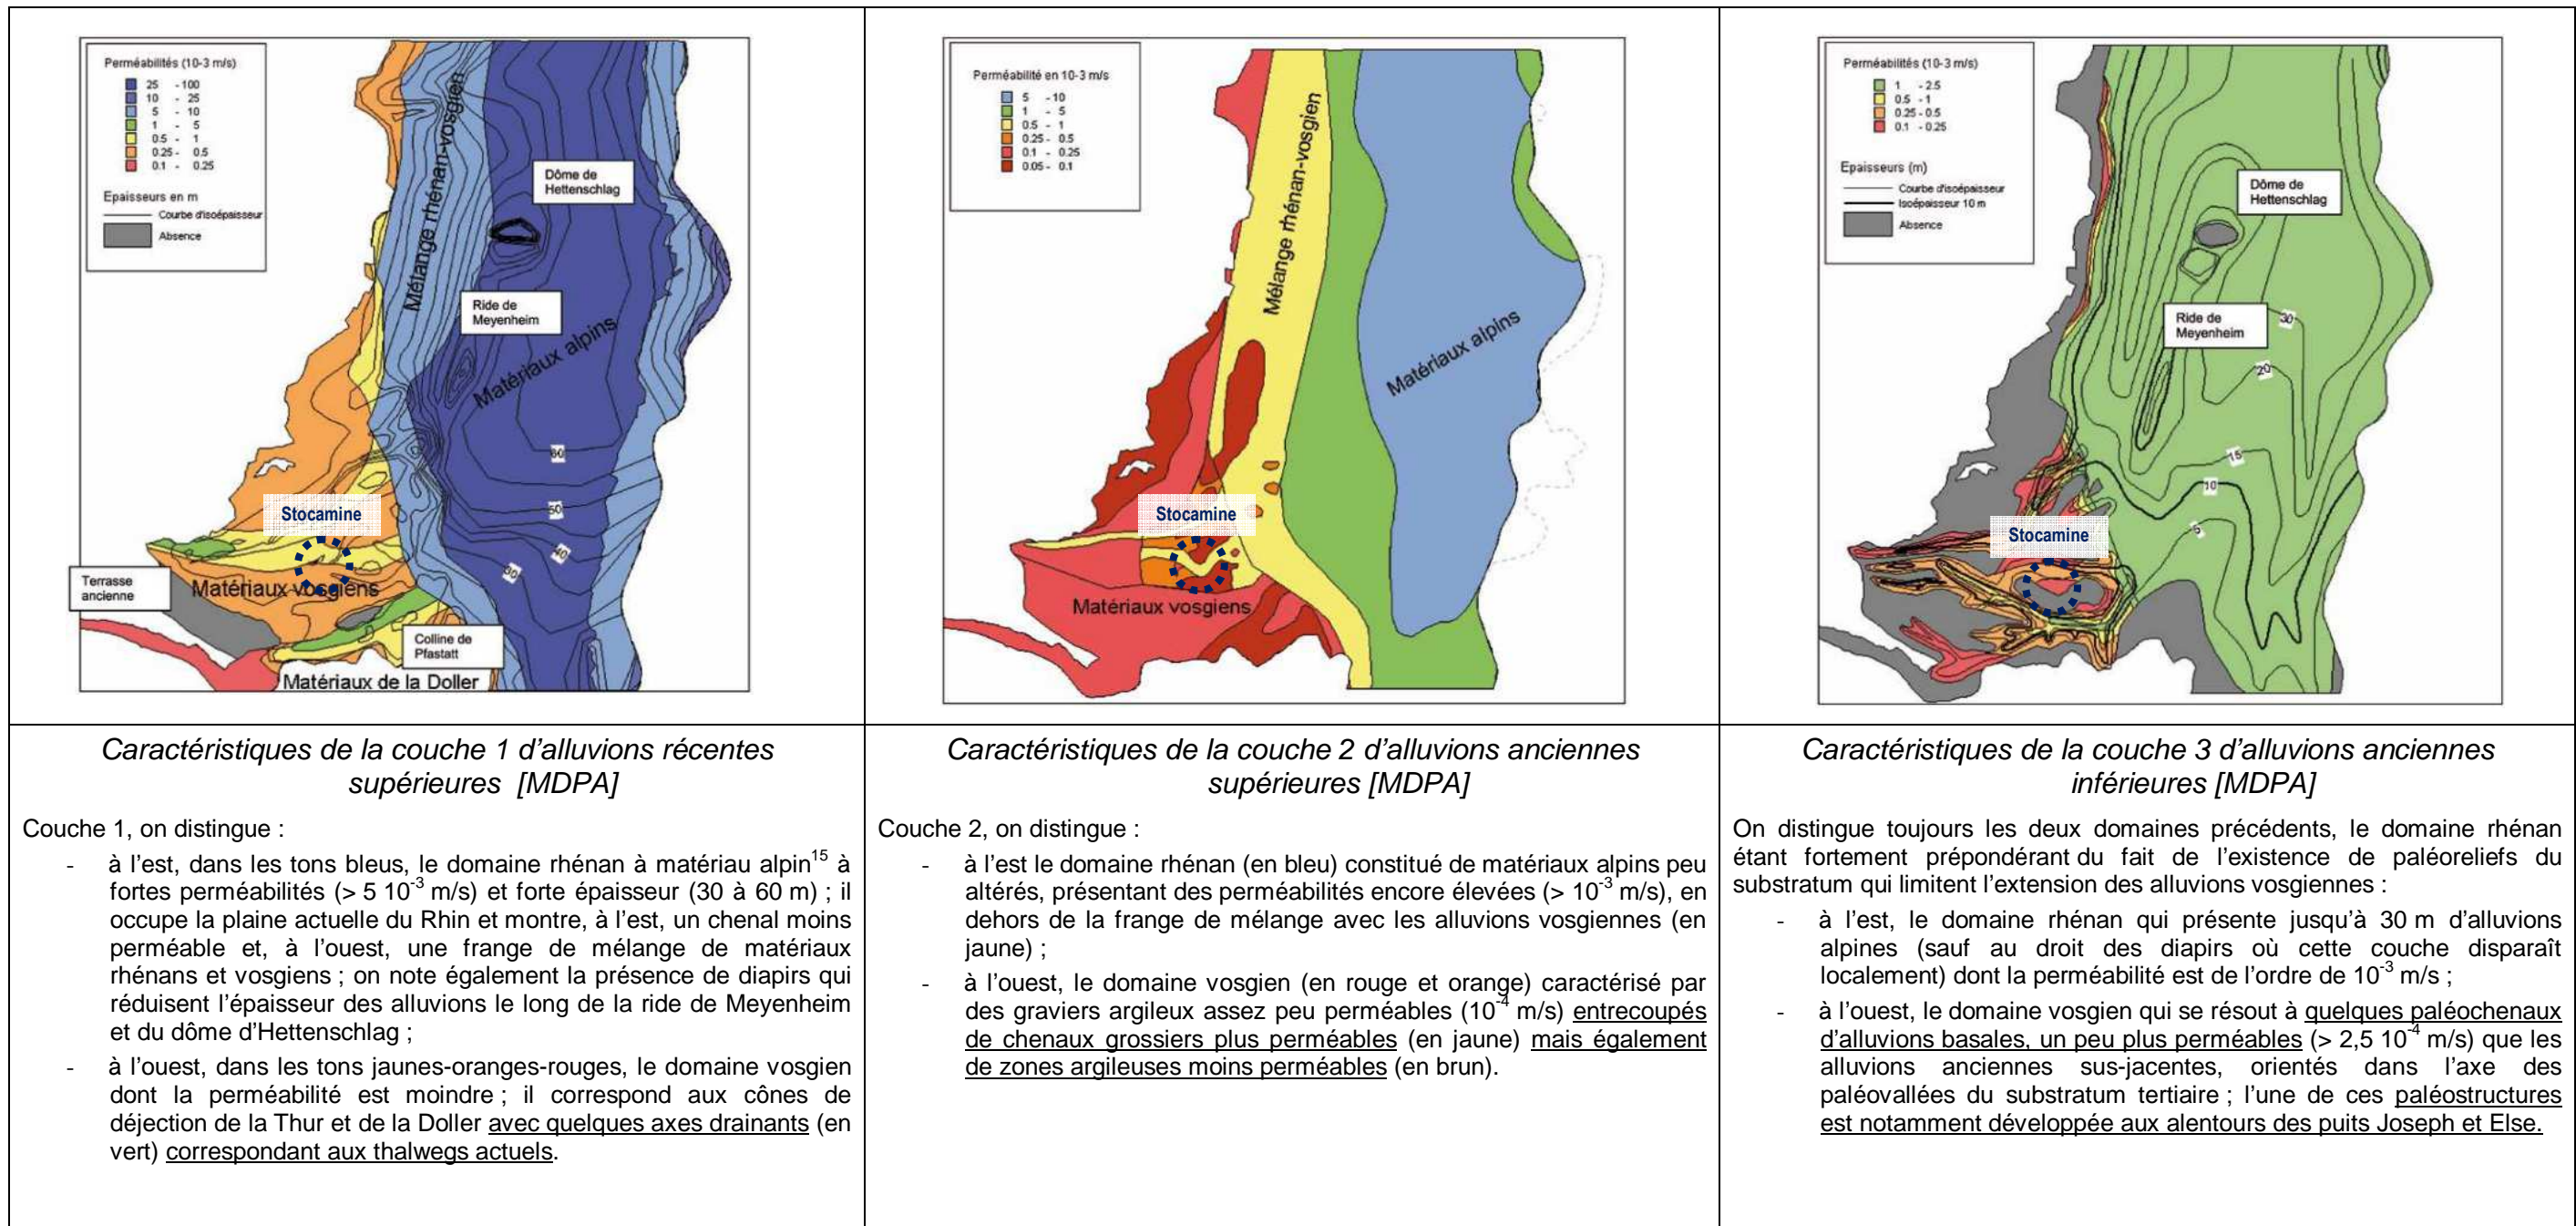 Perméabilités (10-3 m/s)
25 - 100
10 - 25
5 - 10
1 - 5
0.5 - 1
0.25 - 0.5
0.1 - 0.25
Epaisseurs en m
Courbe d'isoépaisseur
Absence
Mélange rhénan-vosgien
Dôme de
Hettenschlag
Ride de
Meyenheim
Matériaux alpins
60
50
40
30
Stocamine
Terrasse
ancienne
Matériaux vosgiens
Colline de
Pfastatt
Matériaux de la Doller
Perméabilité en 10-3 m/s
5 - 10
1 - 5
0.5 - 1
0.25 - 0.5
0.1 - 0.25
0.05 - 0.1
Mélange rhénan-vosgien
Matériaux alpins
Stocamine
Matériaux vosgiens
Perméabilités (10-3 m/s)
1 - 2.5
0.5 - 1
0.25 - 0.5
0.1 - 0.25
Epaisseurs (m)
Courbe d'isoépaisseur
Isoépaisseur 10 m
Absence
Dôme de
Hettenschlag
Ride de
Meyenheim
30
20
15
10
5
Stocamine
Caractéristiques de la couche 1 d'alluvions récentes
supérieures [MDPA]
Couche 1, on distingue :
- à l'est, dans les tons bleus, le domaine rhénan à matériau alpin15 à
fortes perméabilités (> 5 10-3 m/s) et forte épaisseur (30 à 60 m) ; il
occupe la plaine actuelle du Rhin et montre, à l'est, un chenal moins
perméable et, à l'ouest, une frange de mélange de matériaux
rhénans et vosgiens ; on note également la présence de diapirs qui
réduisent l'épaisseur des alluvions le long de la ride de Meyenheim
et du dôme d'Hettenschlag ;
- à l'ouest, dans les tons jaunes-oranges-rouges, le domaine vosgien
dont la perméabilité est moindre ; il correspond aux cônes de
déjection de la Thur et de la Doller avec quelques axes drainants (en
vert) correspondant aux thalwegs actuels.
Caractéristiques de la couche 2 d'alluvions anciennes
supérieures [MDPA]
Couche 2, on distingue :
- à l'est le domaine rhénan (en bleu) constitué de matériaux alpins peu
altérés, présentant des perméabilités encore élevées (> 10-3 m/s), en
dehors de la frange de mélange avec les alluvions vosgiennes (en
jaune) ;
- à l'ouest, le domaine vosgien (en rouge et orange) caractérisé par
des graviers argileux assez peu perméables (10-4 m/s) entrecoupés
de chenaux grossiers plus perméables (en jaune) mais également
de zones argileuses moins perméables (en brun).
Caractéristiques de la couche 3 d'alluvions anciennes
inférieures [MDPA]
On distingue toujours les deux domaines précédents, le domaine rhénan
étant fortement prépondérant du fait de l'existence de paléoreliefs du
substratum qui limitent l'extension des alluvions vosgiennes :
- à l'est, le domaine rhénan qui présente jusqu'à 30 m d'alluvions
alpines (sauf au droit des diapirs où cette couche disparaît
localement) dont la perméabilité est de l'ordre de 10-3 m/s ;
- à l'ouest, le domaine vosgien qui se résout à quelques paléochenaux
d'alluvions basales, un peu plus perméables (> 2,5 10-4 m/s) que les
alluvions anciennes sus-jacentes, orientés dans l'axe des
paléovallées du substratum tertiaire ; l'une de ces paléostructures
est notamment développée aux alentours des puits Joseph et Else.